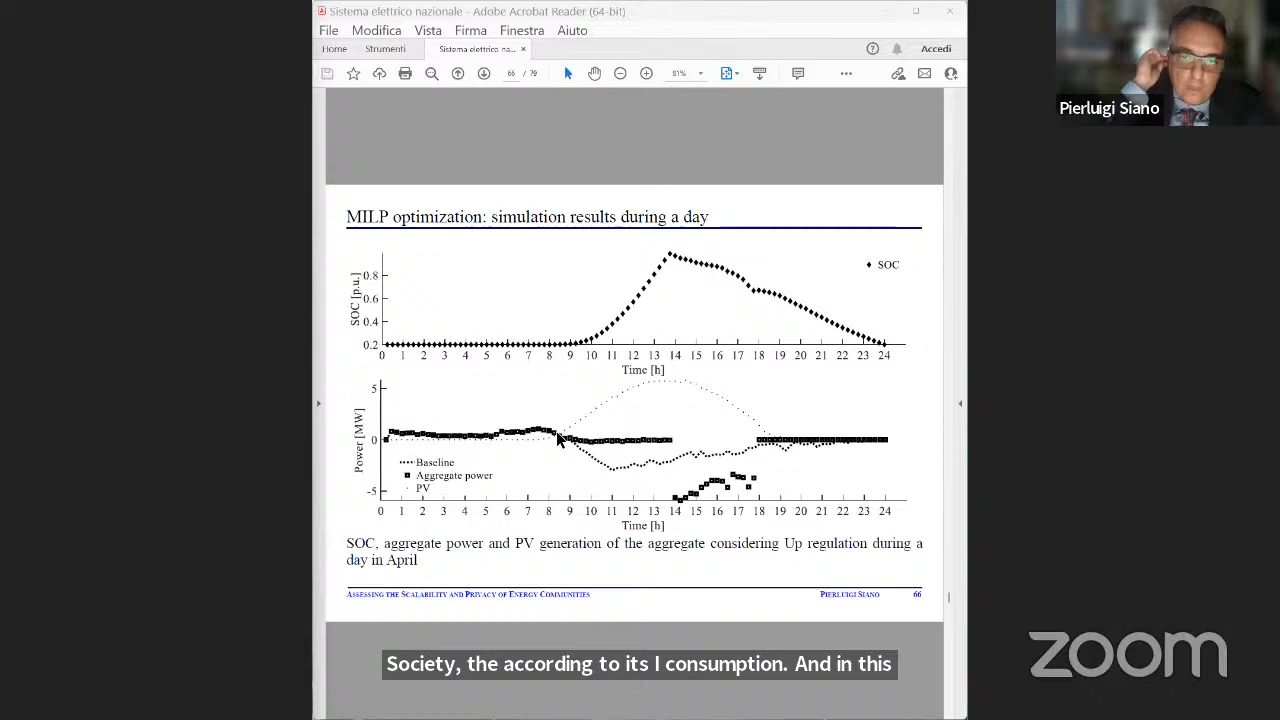 Sistema elettrico nazionale - Adobe Acrobat Reader (64-bit)
File Modifica Vista Firma Finestra Aiuto
Home Strumenti Sistema elettrico na... × Accedi
66 / 79 81%
Pierluigi Siano
MILP optimization: simulation results during a day
SOC [p.u.]
0.8
0.6
0.4
0.2
SOC
0 1 2 3 4 5 6 7 8 9 10 11 12 13 14 15 16 17 18 19 20 21 22 23 24
Time [h]
Power [MW]
5
0
-5
Baseline
Aggregate power
PV
0 1 2 3 4 5 6 7 8 9 10 11 12 13 14 15 16 17 18 19 20 21 22 23 24
Time [h]
SOC, aggregate power and PV generation of the aggregate considering Up regulation during a
day in April
ASSESSING THE SCALABILITY AND PRIVACY OF ENERGY COMMUNITIES PIERLUIGI SIANO 66
Society, the according to its I consumption. And in this
zoom